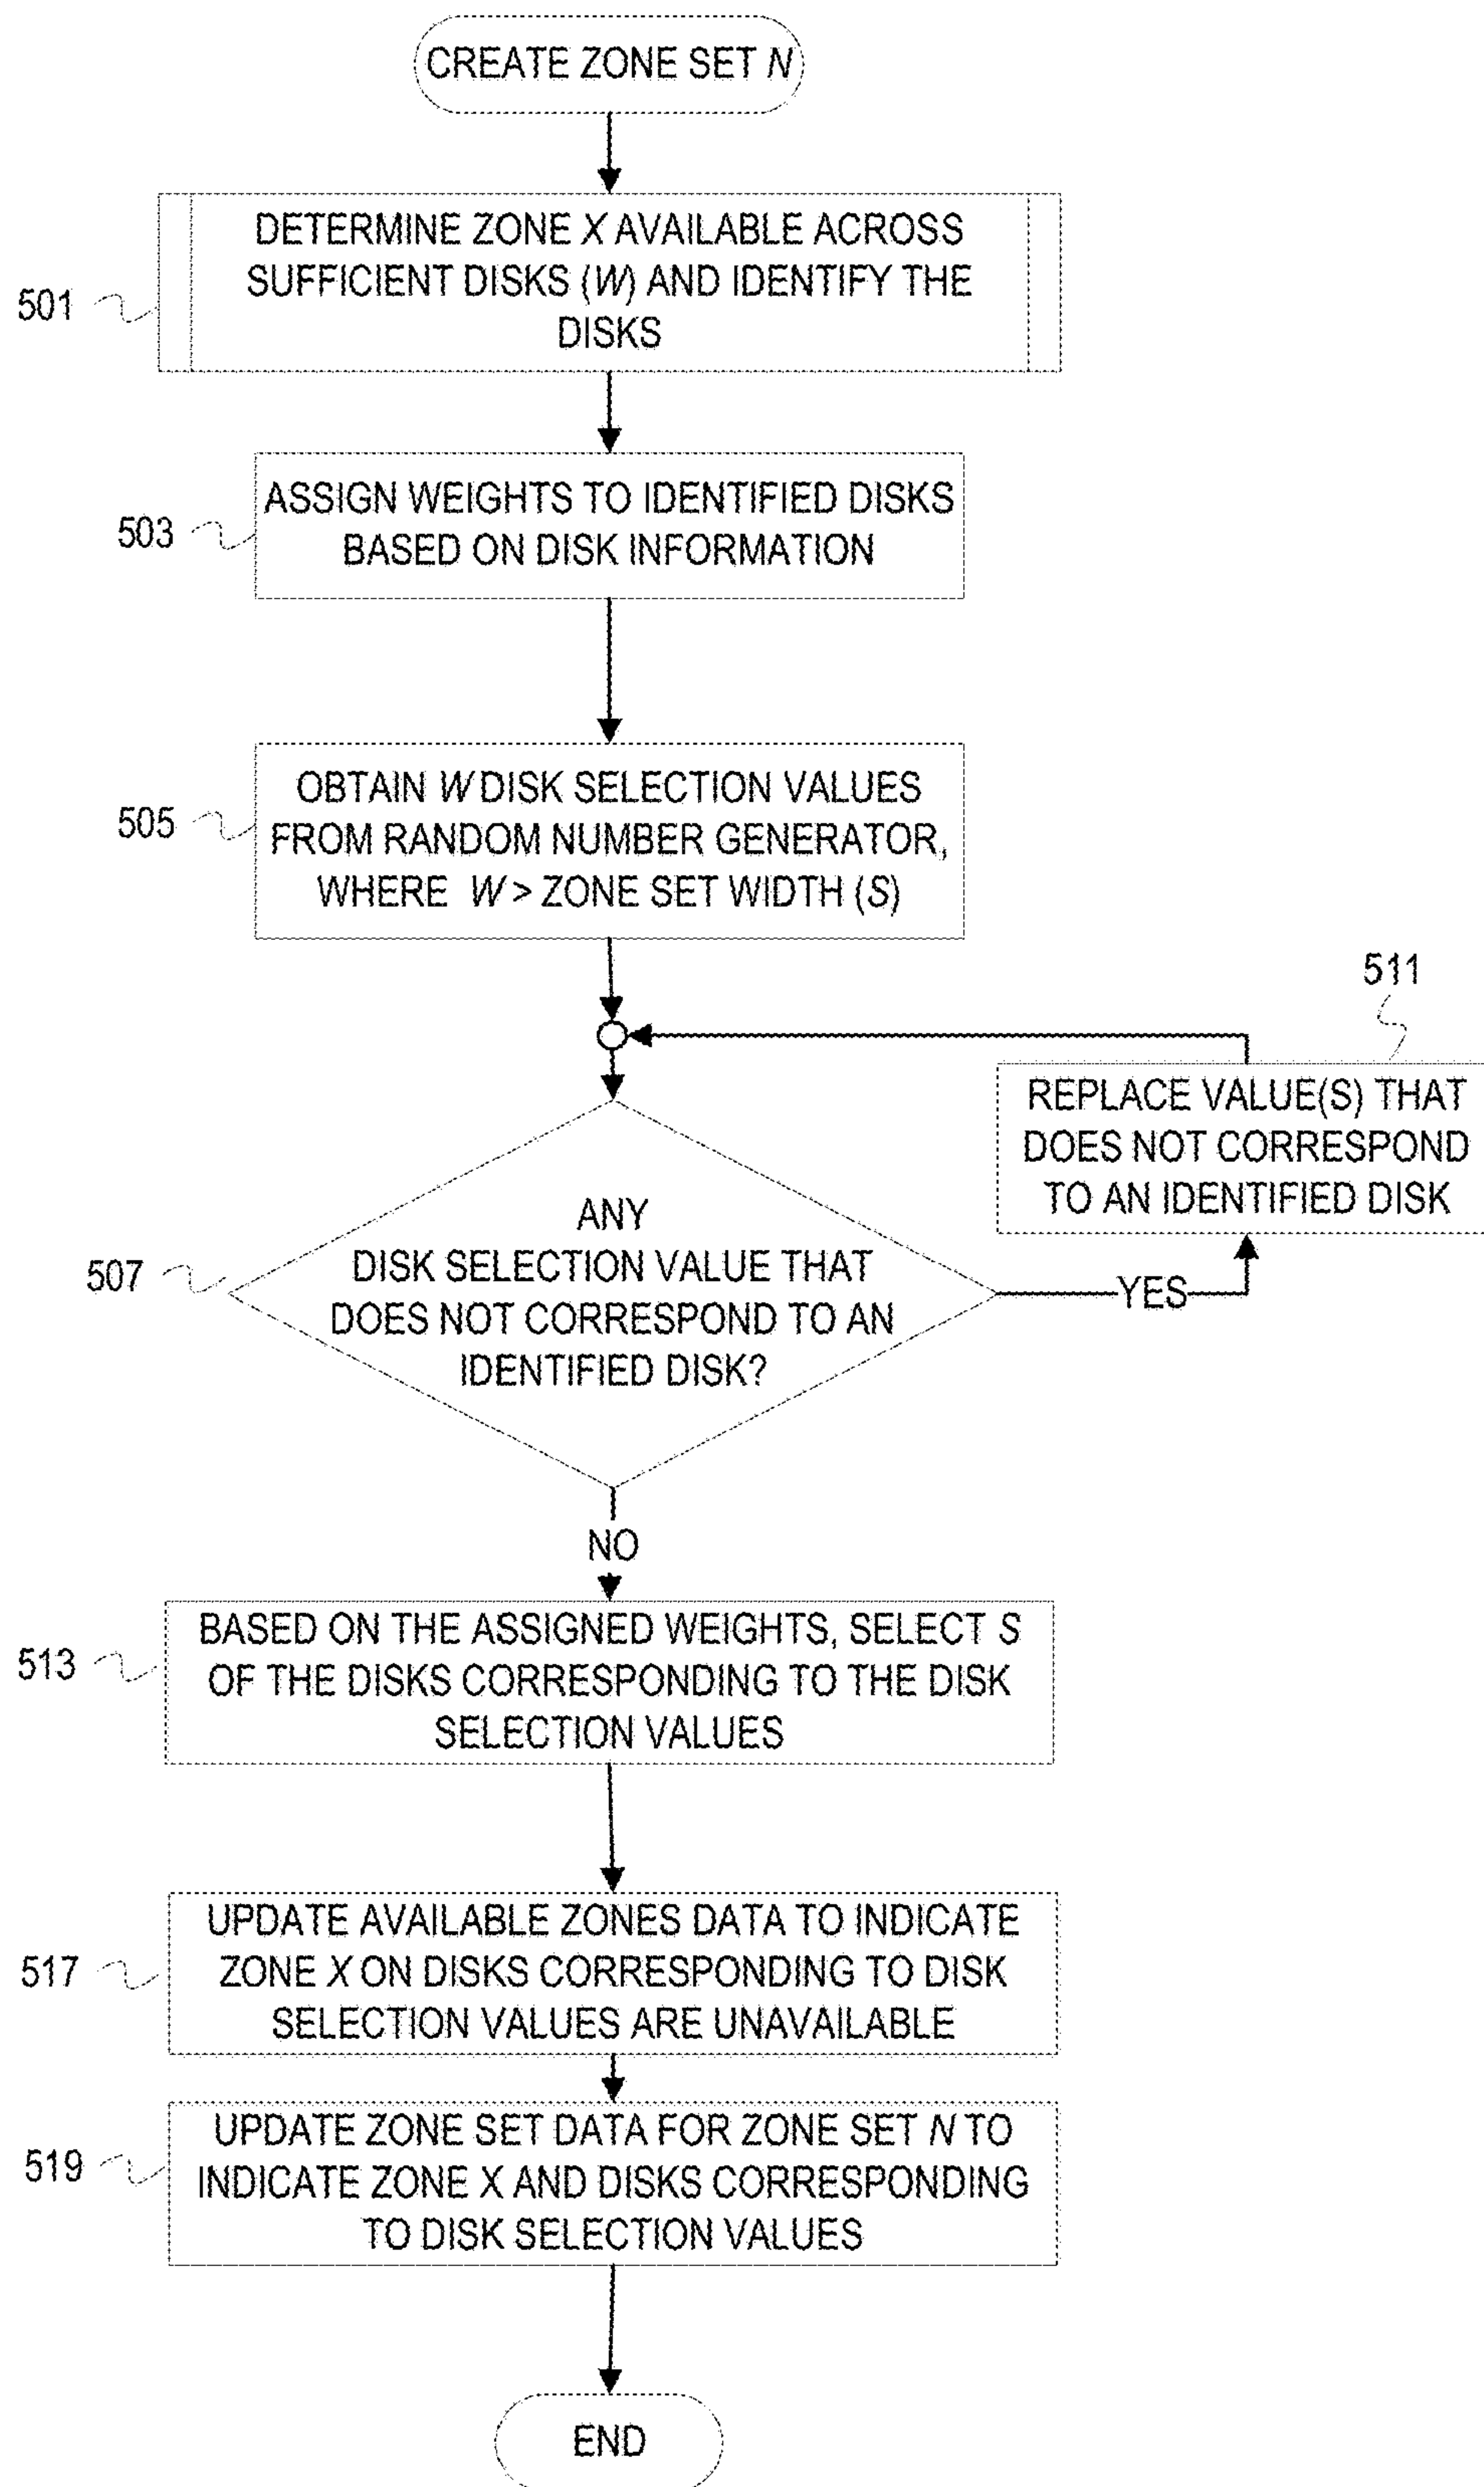 CREATE ZONE SET N
DETERMINE ZONE X AVAILABLE ACROSS
SUFFICIENT DISKS (W) AND IDENTIFY THE
DISKS
501
ASSIGN WEIGHTS TO IDENTIFIED DISKS
BASED ON DISK INFORMATION
503
OBTAIN W DISK SELECTION VALUES
FROM RANDOM NUMBER GENERATOR,
WHERE W > ZONE SET WIDTH (S)
505
511
REPLACE VALUE(S) THAT
DOES NOT CORRESPOND
TO AN IDENTIFIED DISK
ANY
DISK SELECTION VALUE THAT
DOES NOT CORRESPOND TO AN
IDENTIFIED DISK?
507
YES
NO
BASED ON THE ASSIGNED WEIGHTS, SELECT S
OF THE DISKS CORRESPONDING TO THE DISK
SELECTION VALUES
513
UPDATE AVAILABLE ZONES DATA TO INDICATE
ZONE X ON DISKS CORRESPONDING TO DISK
SELECTION VALUES ARE UNAVAILABLE
517
UPDATE ZONE SET DATA FOR ZONE SET N TO
INDICATE ZONE X AND DISKS CORRESPONDING
TO DISK SELECTION VALUES
519
END